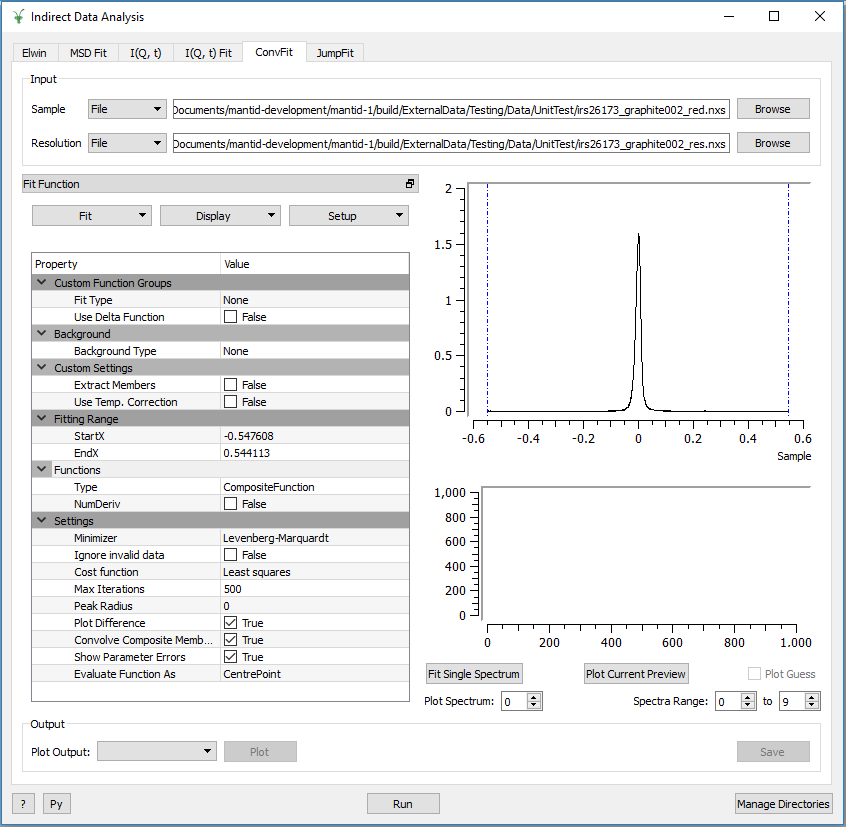 Indirect Data Analysis
Elwin MSD Fit I(Q, t) I(Q, t) Fit ConvFit JumpFit
Input
Sample File Documents/mantid-development/mantid-1/build/ExternalData/Testing/Data/UnitTest/irs26173_graphite002_red.nxs Browse
Resolution File Documents/mantid-development/mantid-1/build/ExternalData/Testing/Data/UnitTest/irs26173_graphite002_res.nxs Browse
Fit Function
Fit Display Setup
Property Value
Custom Function Groups
Fit Type None
Use Delta Function False
Background
Background Type None
Custom Settings
Extract Members False
Use Temp. Correction False
Fitting Range
StartX -0.547608
EndX 0.544113
Functions
Type CompositeFunction
NumDeriv False
Settings
Minimizer Levenberg-Marquardt
Ignore invalid data False
Cost function Least squares
Max Iterations 500
Peak Radius 0
Plot Difference True
Convolve Composite Memb... True
Show Parameter Errors True
Evaluate Function As CentrePoint
2
1.5
1
0.5
0
-0.6 -0.4 -0.2 0 0.2 0.4 0.6
Sample
1,000
800
600
400
200
0
0 200 400 600 800 1.000
Fit Single Spectrum Plot Current Preview Plot Guess
Plot Spectrum: 0 Spectra Range: 0 to 9
Output
Plot Output: Plot Save
? Py Run Manage Directories